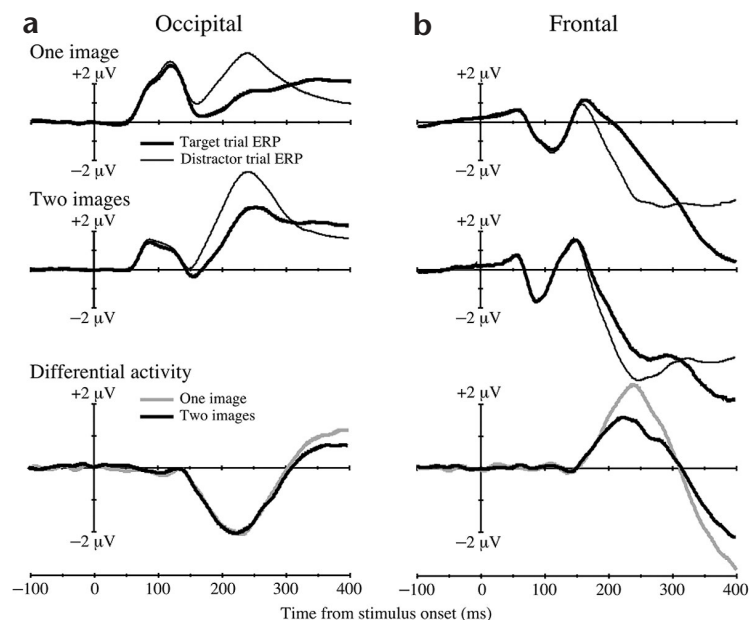 a
Occipital
One image
+2 µV
−2 µV
Target trial ERP
Distractor trial ERP
Two images
+2 µV
−2 µV
Differential activity
+2 µV
−2 µV
One image
Two images
−100 0 100 200 300 400
b
Frontal
+2 µV
−2 µV
+2 µV
−2 µV
+2 µV
−2 µV
−100 0 100 200 300 400
Time from stimulus onset (ms)